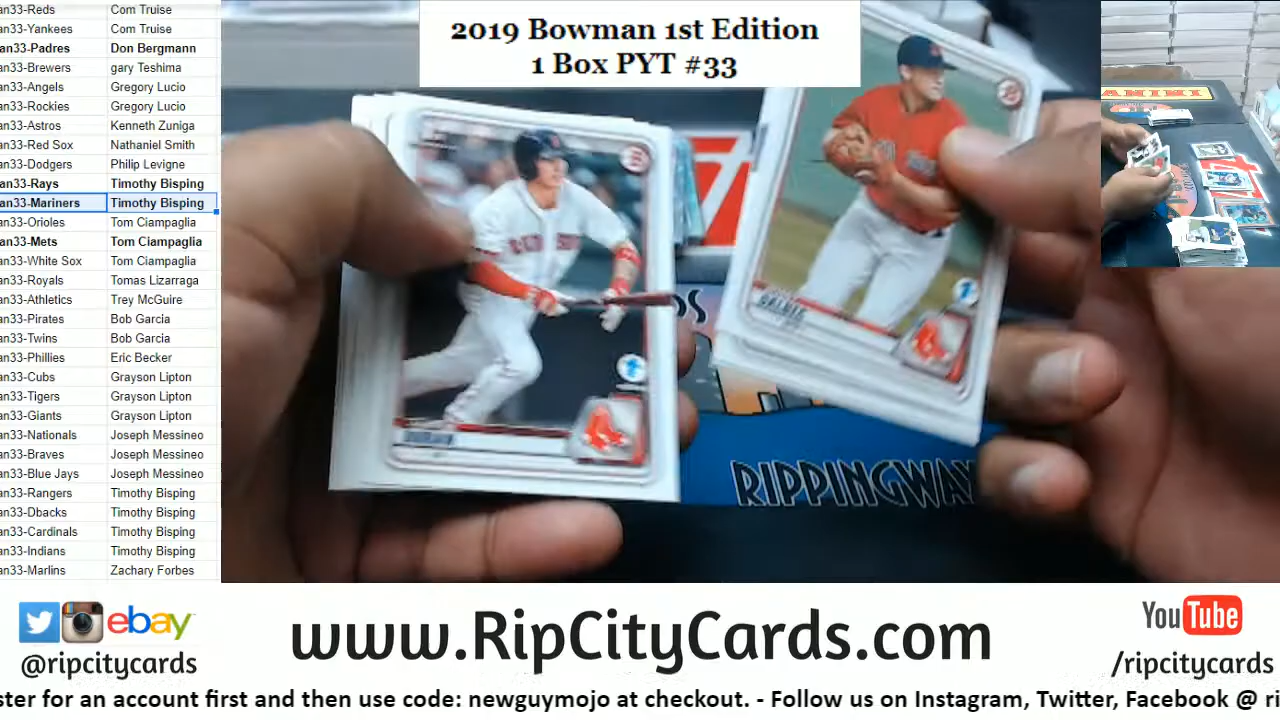 an33-Reds Com Truise
an33-Yankees Com Truise
an33-Padres Don Bergmann
an33-Brewers gary Teshima
an33-Angels Gregory Lucio
an33-Rockies Gregory Lucio
an33-Astros Kenneth Zuniga
an33-Red Sox Nathaniel Smith
an33-Dodgers Philip Levigne
an33-Rays Timothy Bisping
an33-Mariners Timothy Bisping
an33-Orioles Tom Ciampaglia
an33-Mets Tom Ciampaglia
an33-White Sox Tom Ciampaglia
an33-Royals Tomas Lizarraga
an33-Athletics Trey McGuire
an33-Pirates Bob Garcia
an33-Twins Bob Garcia
an33-Phillies Eric Becker
an33-Cubs Grayson Lipton
an33-Tigers Grayson Lipton
an33-Giants Grayson Lipton
an33-Nationals Joseph Messineo
an33-Braves Joseph Messineo
an33-Blue Jays Joseph Messineo
an33-Rangers Timothy Bisping
an33-Dbacks Timothy Bisping
an33-Cardinals Timothy Bisping
an33-Indians Timothy Bisping
an33-Marlins Zachary Forbes
2019 Bowman 1st Edition
1 Box PYT #33
RIPPINGWAX
PANINI
ebay
@ripcitycards
www.RipCityCards.com
YouTube
/ripcitycards
ster for an account first and then use code: newguymojo at checkout. - Follow us on Instagram, Twitter, Facebook @ ri